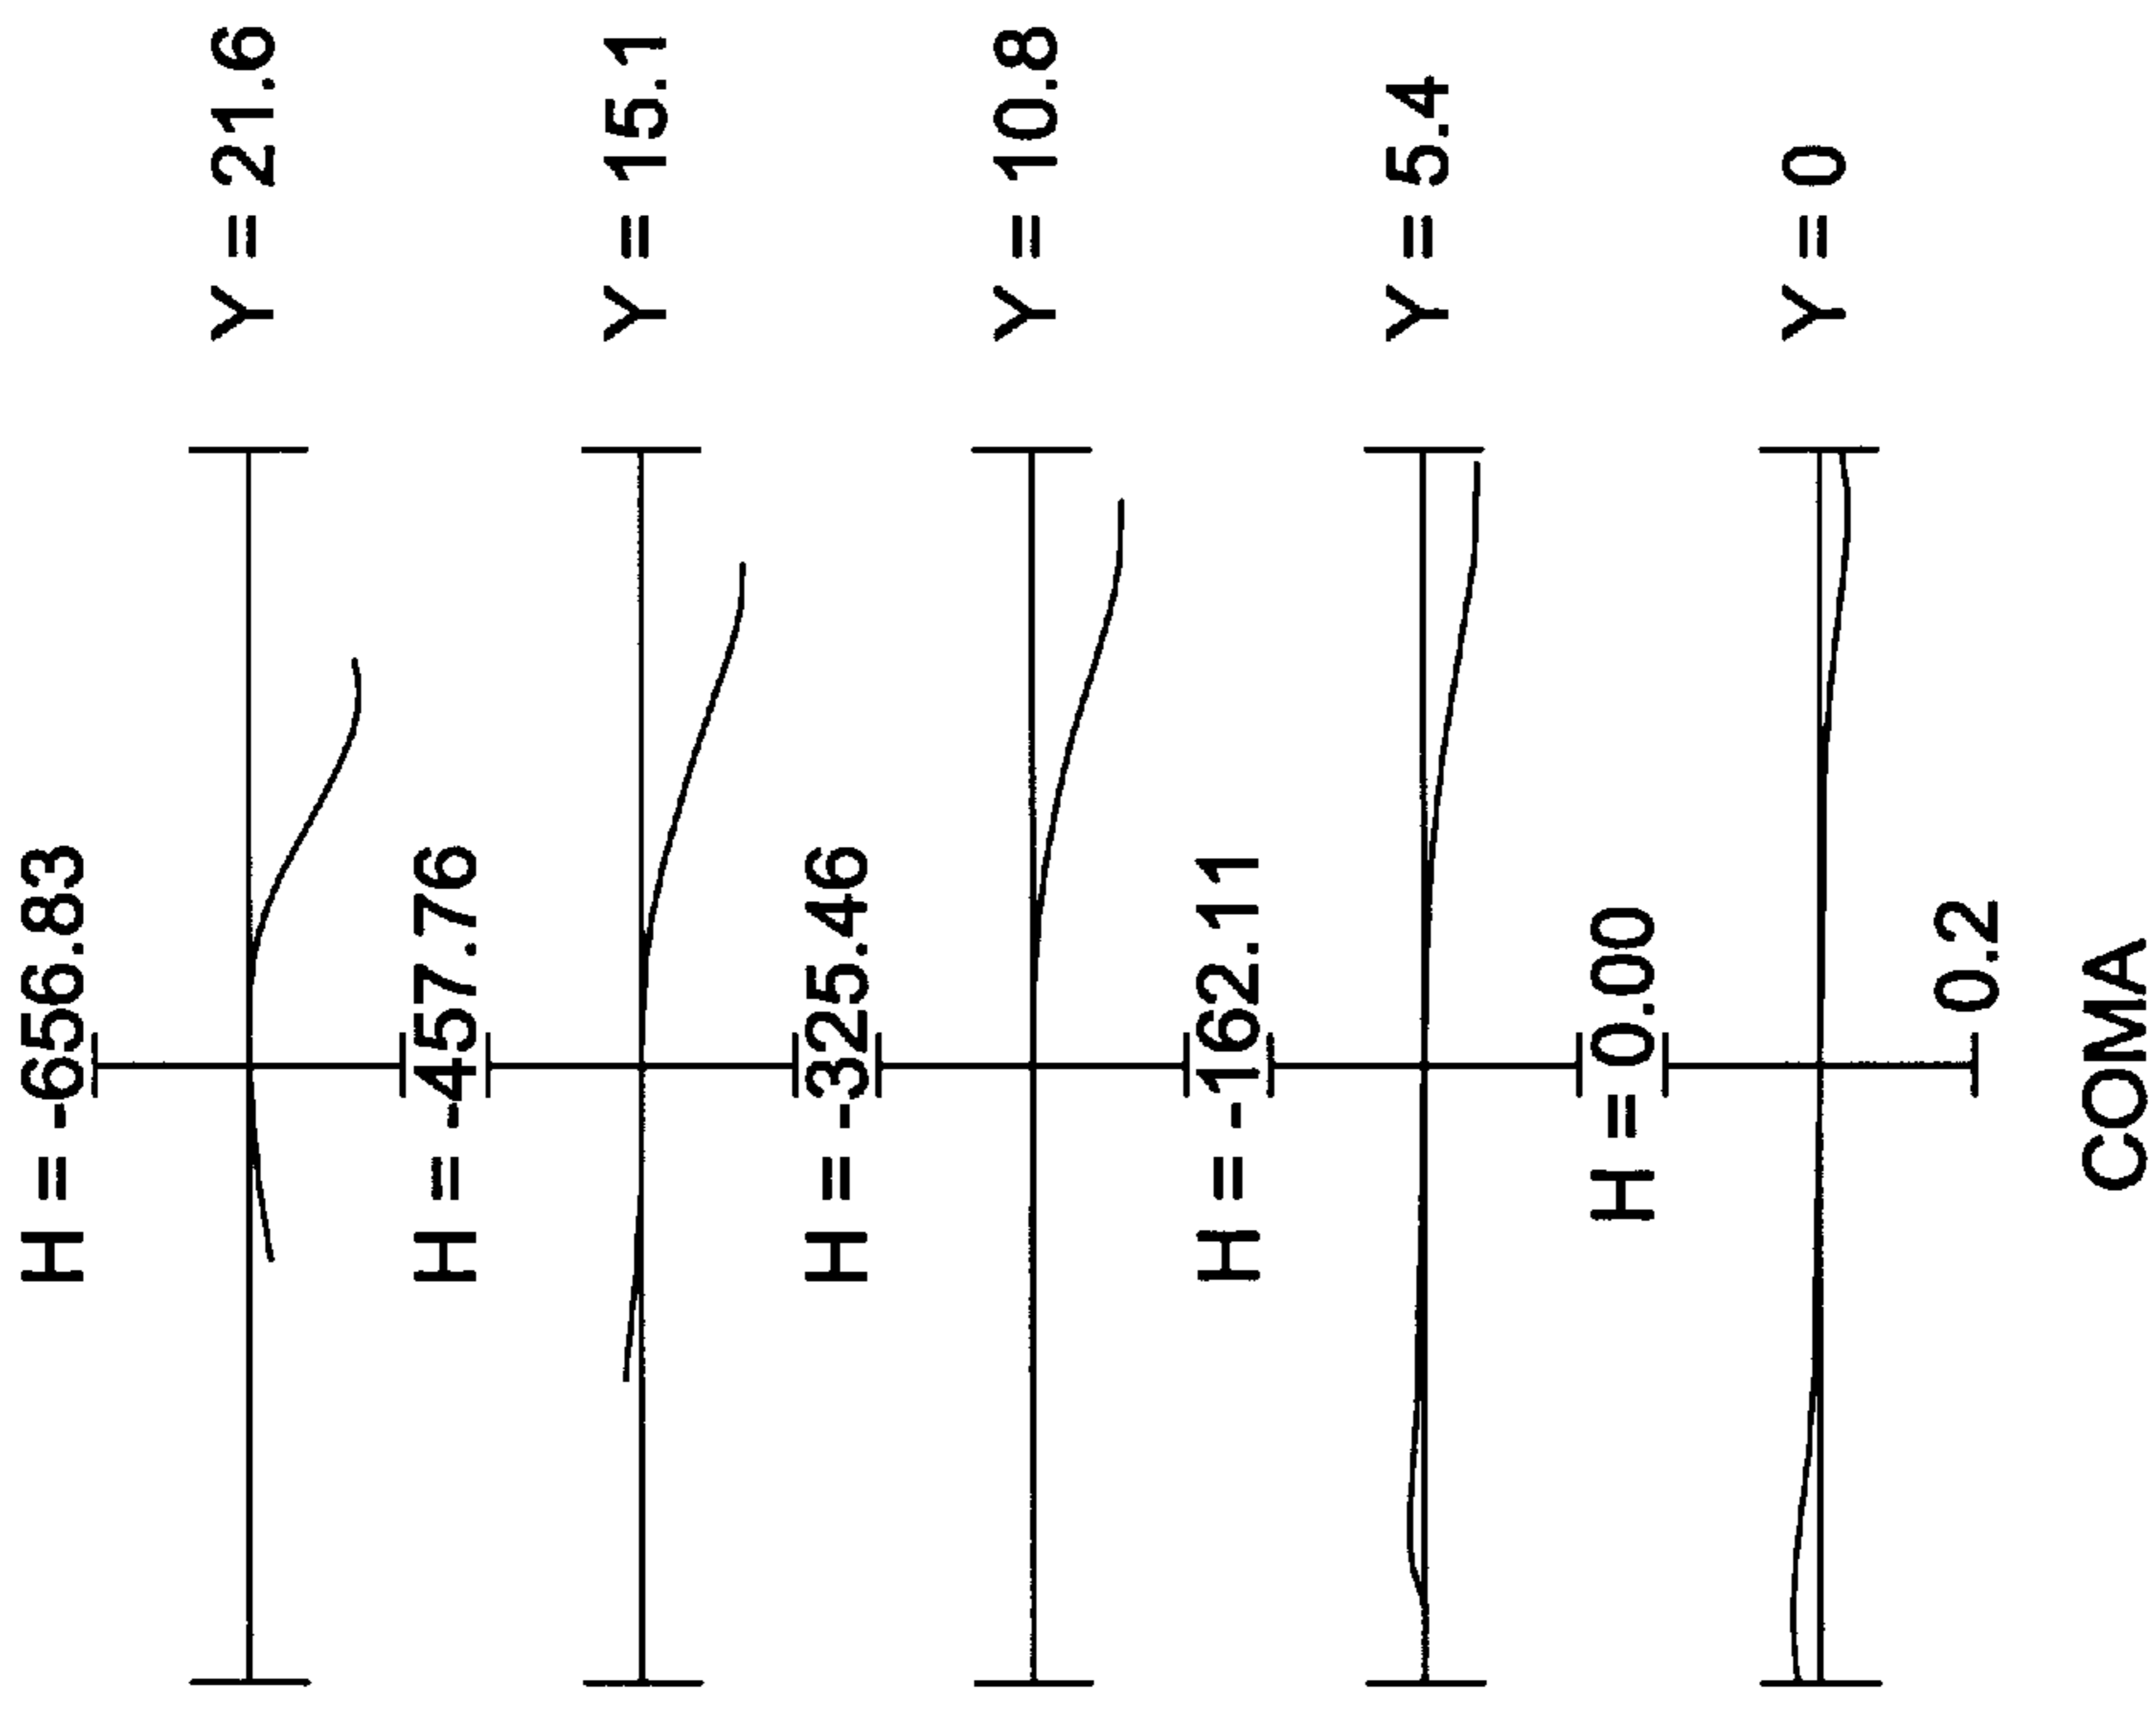 H = -656.83
Y = 21.6
H = -457.76
Y = 15.1
H = -325.46
Y = 10.8
H = -162.11
Y = 5.4
H = 0.00
Y = 0
0.2
COMA